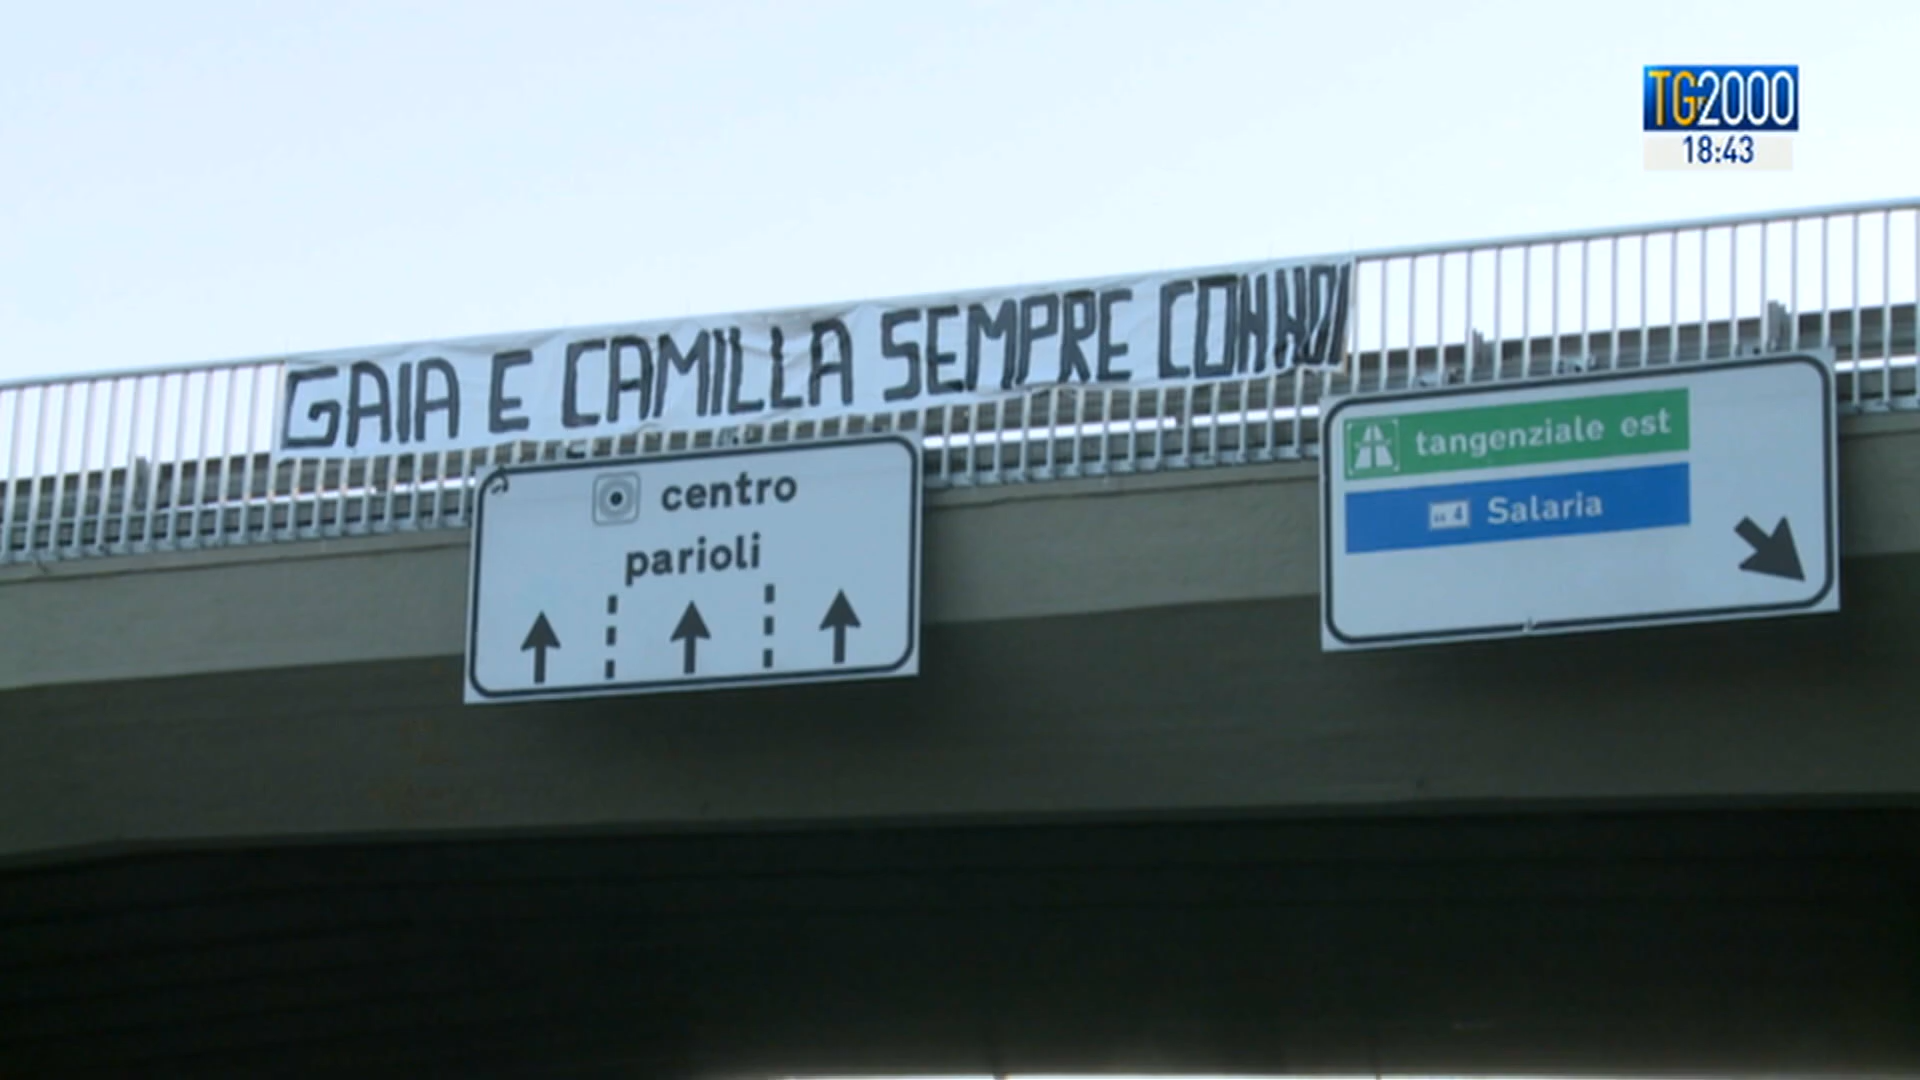 TG2000
18:43
GAIA E CAMILLA SEMPRE CON NOI
centro
parioli
tangenziale est
Salaria